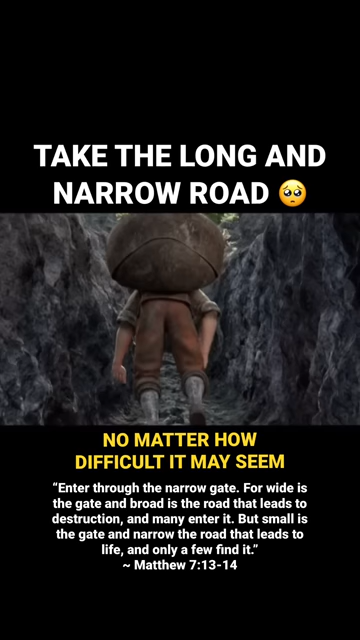 TAKE THE LONG AND
NARROW ROAD 🥺
NO MATTER HOW
DIFFICULT IT MAY SEEM
“Enter through the narrow gate. For wide is
the gate and broad is the road that leads to
destruction, and many enter it. But small is
the gate and narrow the road that leads to
life, and only a few find it.”
~ Matthew 7:13-14